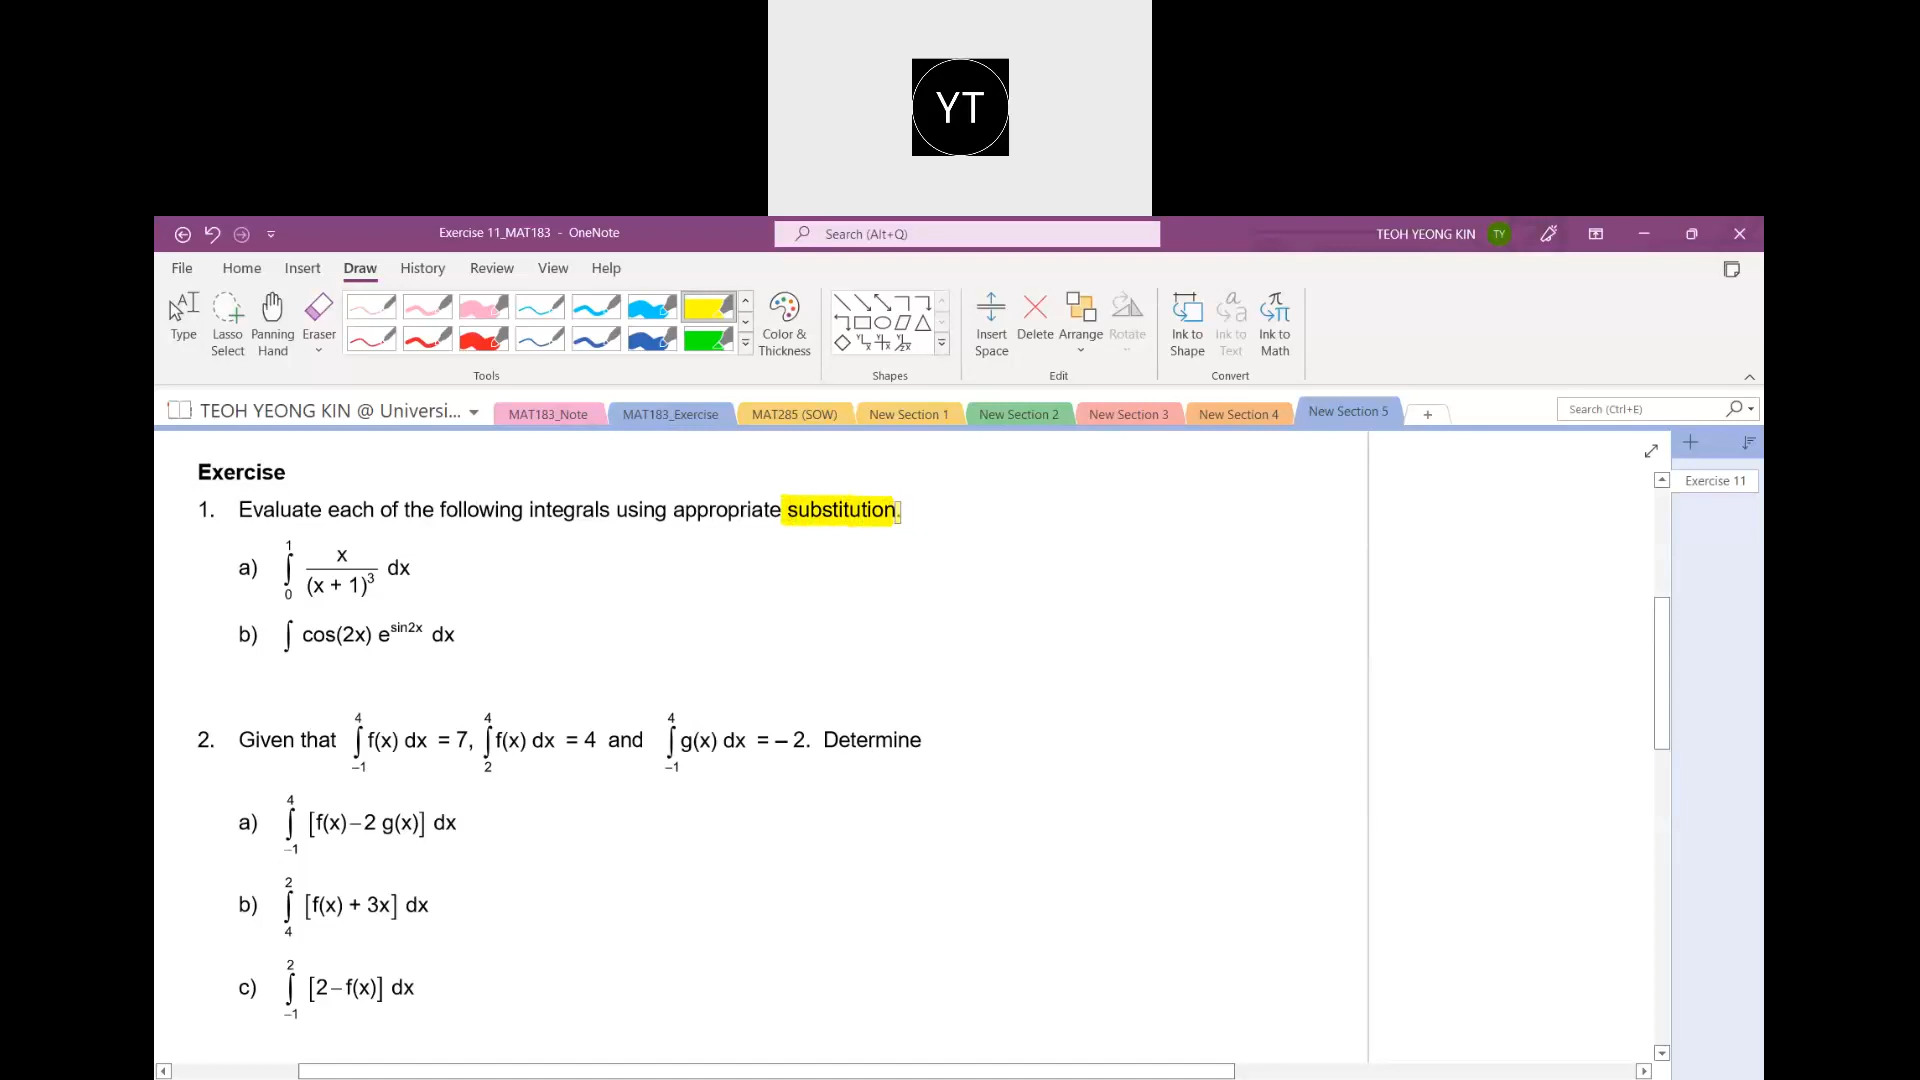 YT
Exercise 11_MAT183 - OneNote
Search (Alt+Q)
TEOH YEONG KIN TY
File Home Insert Draw History Review View Help
Type
Lasso Select
Panning Hand
Eraser
Color & Thickness
Insert Space
Delete
Arrange
Rotate
Ink to Shape
Ink to Text
Ink to Math
Tools Shapes Edit Convert
TEOH YEONG KIN @ Universi... MAT183_Note MAT183_Exercise MAT285 (SOW) New Section 1 New Section 2 New Section 3 New Section 4 New Section 5 + Search (Ctrl+E)
Exercise 11
Exercise
1. Evaluate each of the following integrals using appropriate substitution.
a) ∫₀¹ x/(x + 1)³ dx
b) ∫ cos(2x) e^sin2x dx
2. Given that ∫₋₁⁴ f(x) dx = 7, ∫₂⁴ f(x) dx = 4 and ∫₋₁⁴ g(x) dx = – 2. Determine
a) ∫₋₁⁴ [f(x)–2 g(x)] dx
b) ∫₄² [f(x) + 3x] dx
c) ∫₋₁² [2–f(x)] dx